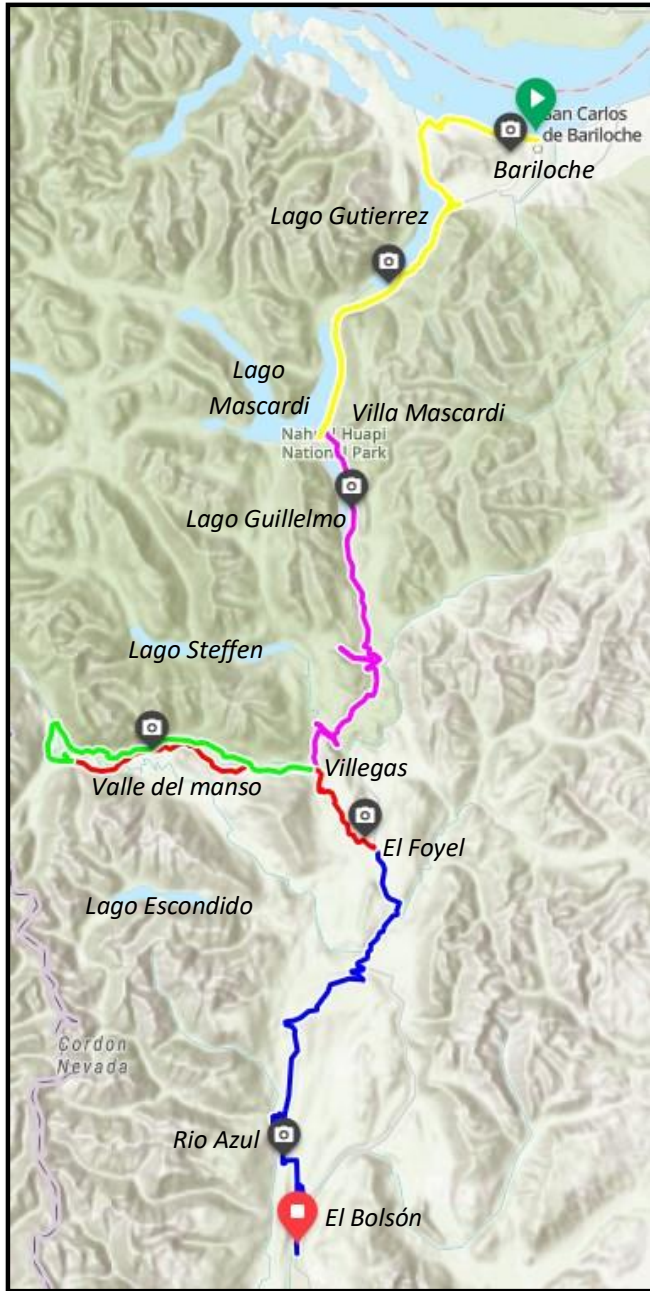 San Carlos
de Bariloche
Bariloche
Lago Gutierrez
Lago
Mascardi
Villa Mascardi
Huapi
National Park
Lago Guillelmo
Lago Steffen
Villegas
Valle del manso
El Foyel
Lago Escondido
Cordon
Nevada
Rio Azul
El Bolsón